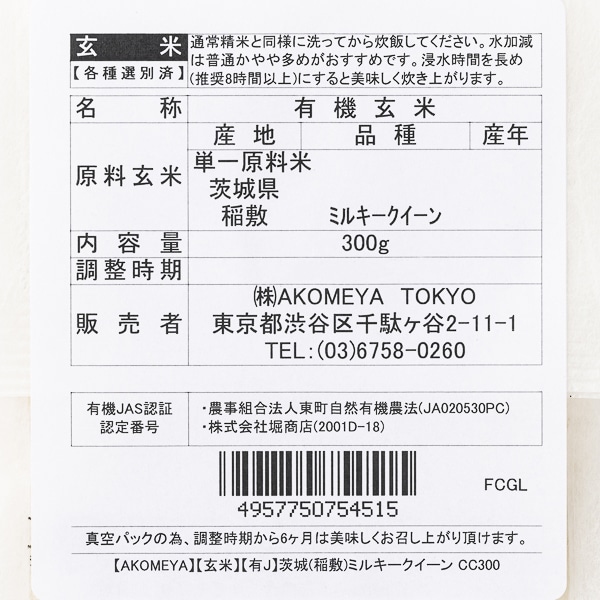 玄米 通常精米と同様に洗ってから炊飯してください。水加減
は普通かやや多めがおすすめです。浸水時間を長め
【各種選別済】 (推奨8時間以上)にすると美味しく炊き上がります。
名称 有機玄米
産地 品種 産年
原料玄米 単一原料米
茨城県
稲敷 ミルキークイーン
内容量 300g
調整時期
販売者 ㈱AKOMEYA TOKYO
東京都渋谷区千駄ヶ谷2-11-1
TEL:(03)6758-0260
有機JAS認証 ・農事組合法人東町自然有機農法(JA020530PC)
認定番号 ・株式会社堀商店(2001D-18)
4957750754515 FCGL
真空パックの為、調整時期から6ヶ月は美味しくお召し上がり頂けます。
【AKOMEYA】【玄米】【有J】茨城(稲敷)ミルキークイーン CC300